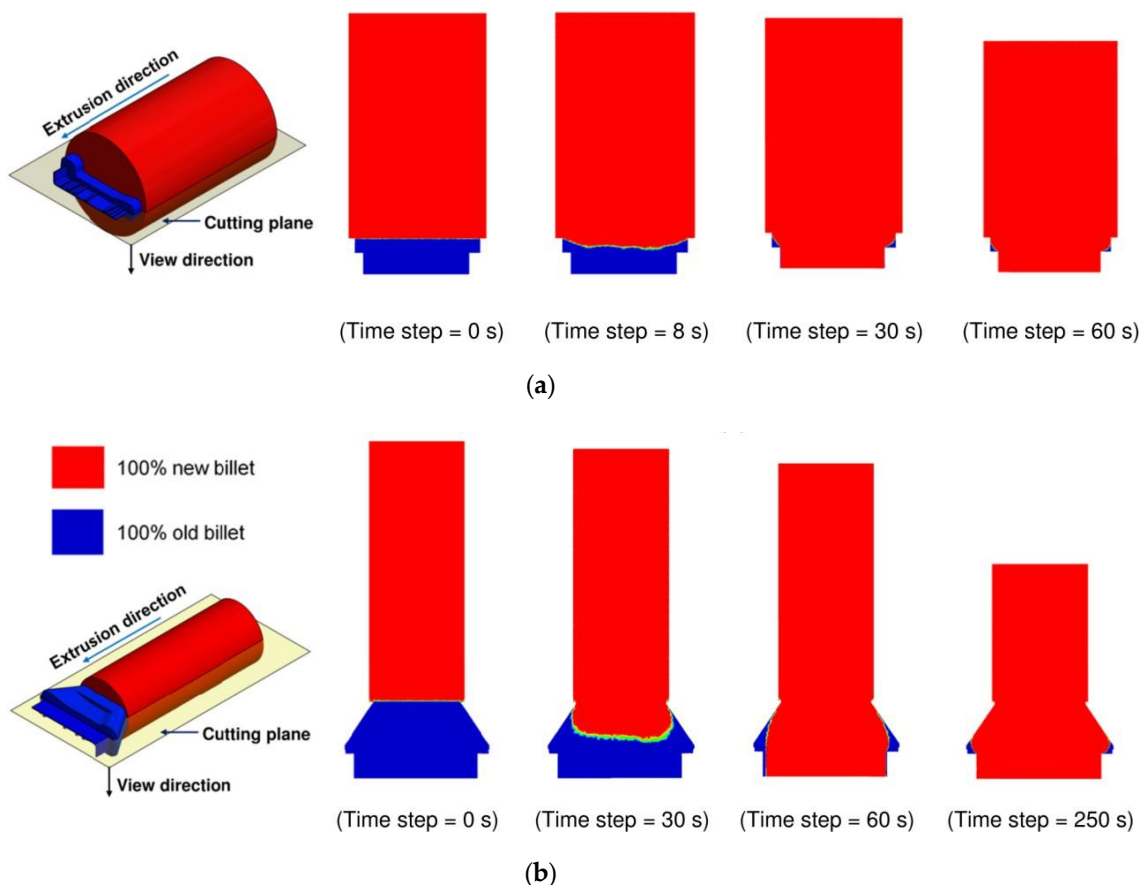 Extrusion direction
Cutting plane
View direction
(Time step = 0 s)
(Time step = 8 s)
(Time step = 30 s)
(Time step = 60 s)
(a)
100% new billet
100% old billet
Extrusion direction
Cutting plane
View direction
(Time step = 0 s)
(Time step = 30 s)
(Time step = 60 s)
(Time step = 250 s)
(b)